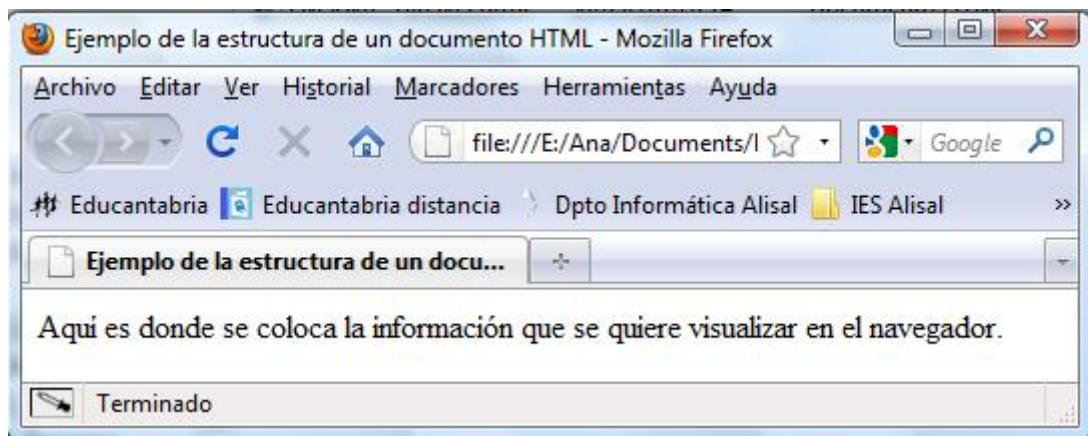 Ejemplo de la estructura de un documento HTML - Mozilla Firefox
Archivo Editar Ver Historial Marcadores Herramientas Ayuda
file:///E:/Ana/Documents/I Google
Educantabria Educantabria distancia Dpto Informática Alisal IES Alisal »
Ejemplo de la estructura de un docu...
Aquí es donde se coloca la información que se quiere visualizar en el navegador.
Terminado